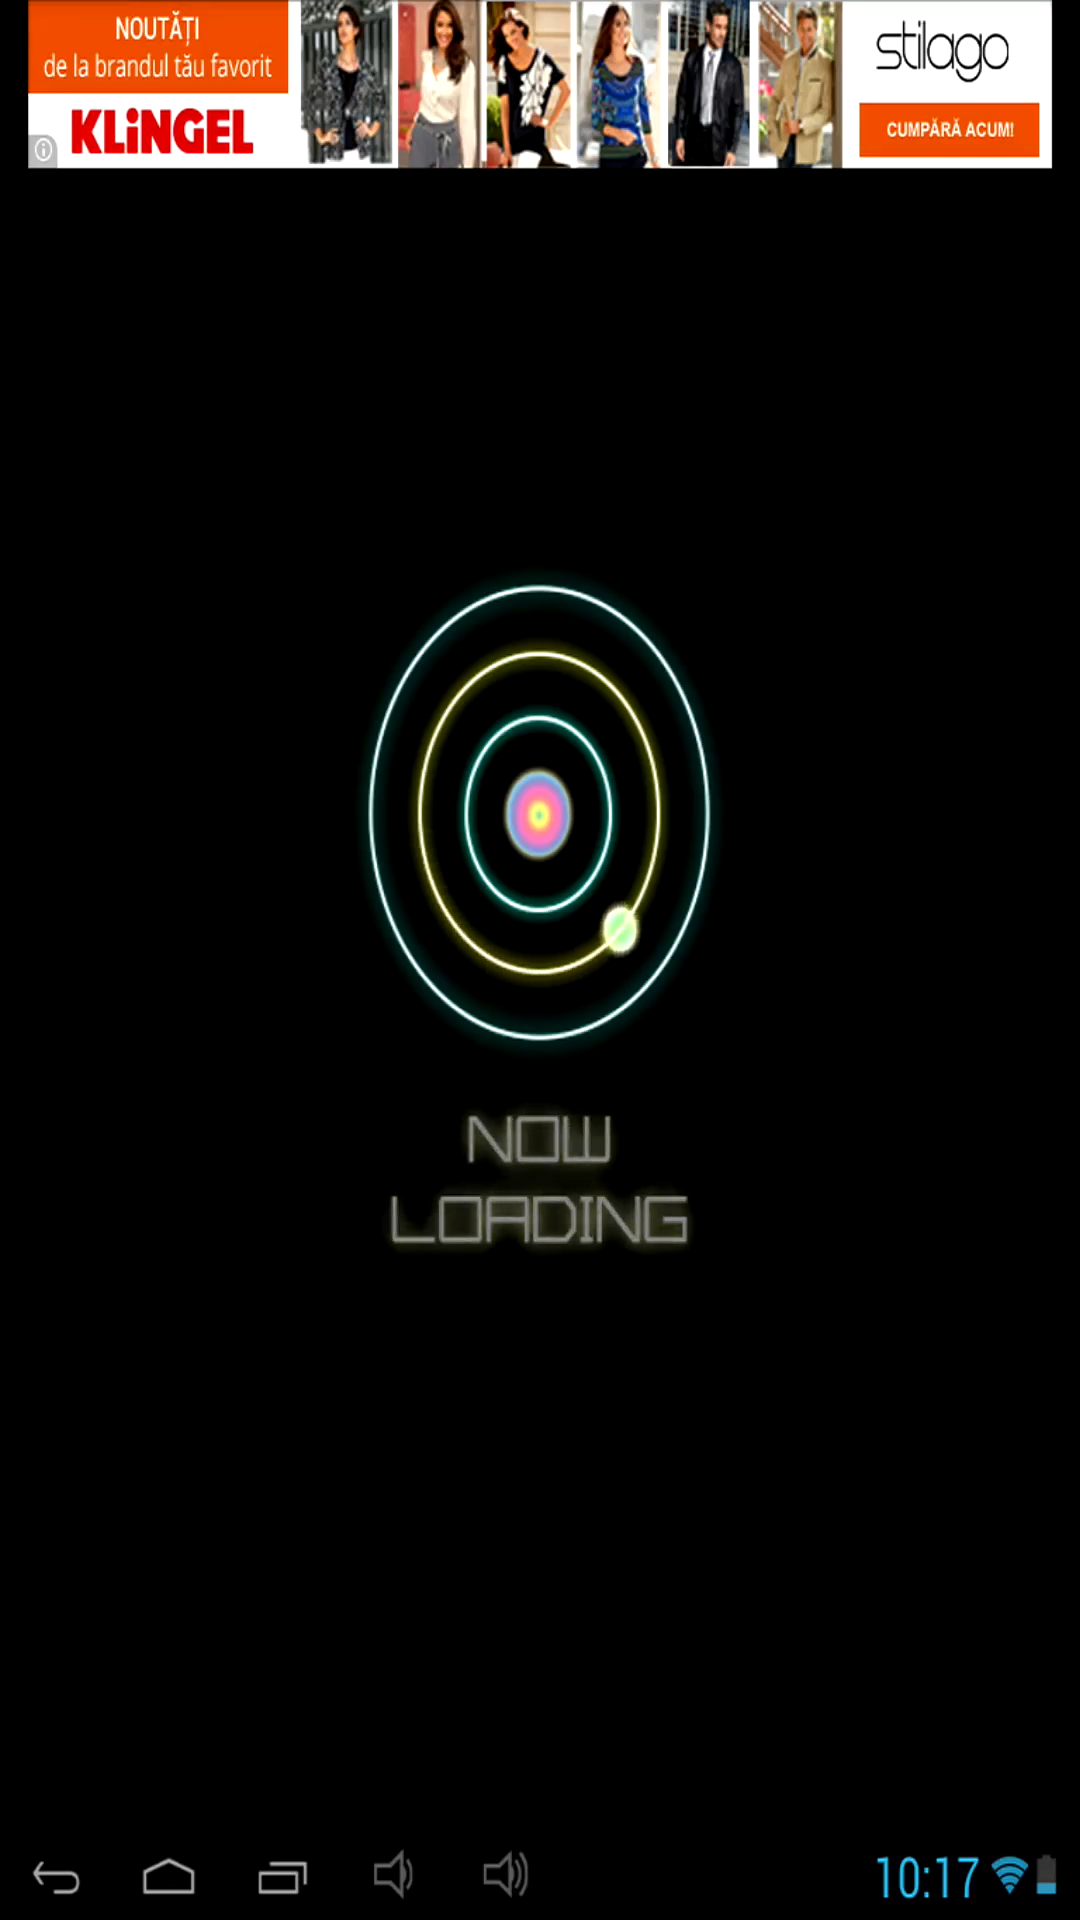 NOUTĂȚI
de la brandul tău favorit
KLiNGEL
stilago
CUMPĂRĂ ACUM!
NOW
LOADING
10:17